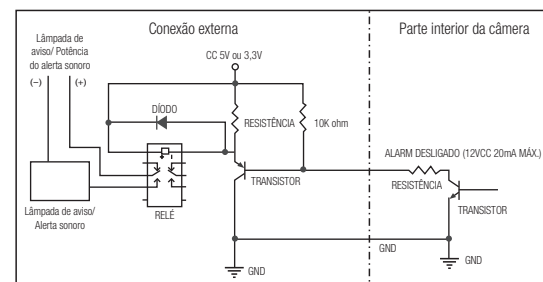 Conexão externa
Parte interior da câmera
Lâmpada de
aviso/ Potência
do alerta sonoro
(–)
(+)
CC 5V ou 3,3V
DÍODO
RESISTÊNCIA
10K ohm
ALARM DESLIGADO (12VCC 20mA MÁX.)
RESISTÊNCIA
TRANSISTOR
TRANSISTOR
RELÉ
Lâmpada de aviso/
Alerta sonoro
GND
GND
GND